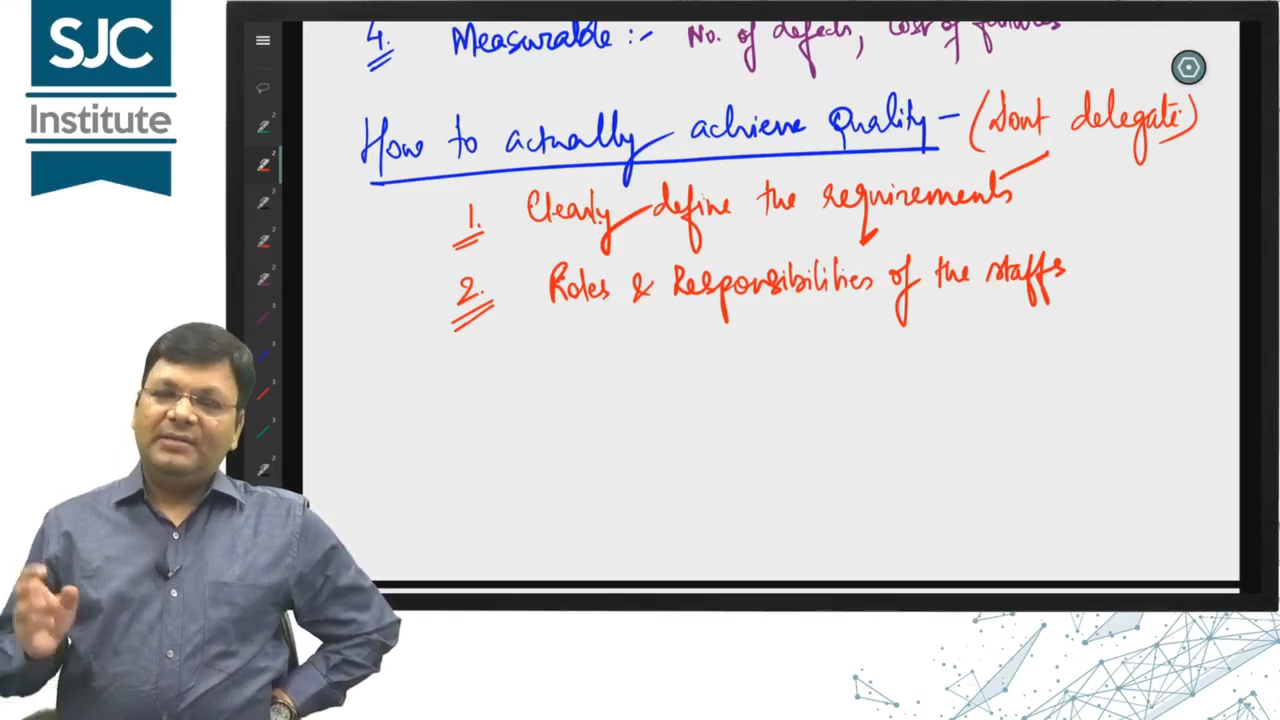 SJC
Institute
4. Measurable :- No. of defects, Cost of failures
How to actually achieve Quality - (Dont delegate)
1. Clearly define the requirements
2. Roles & Responsibilities of the staffs